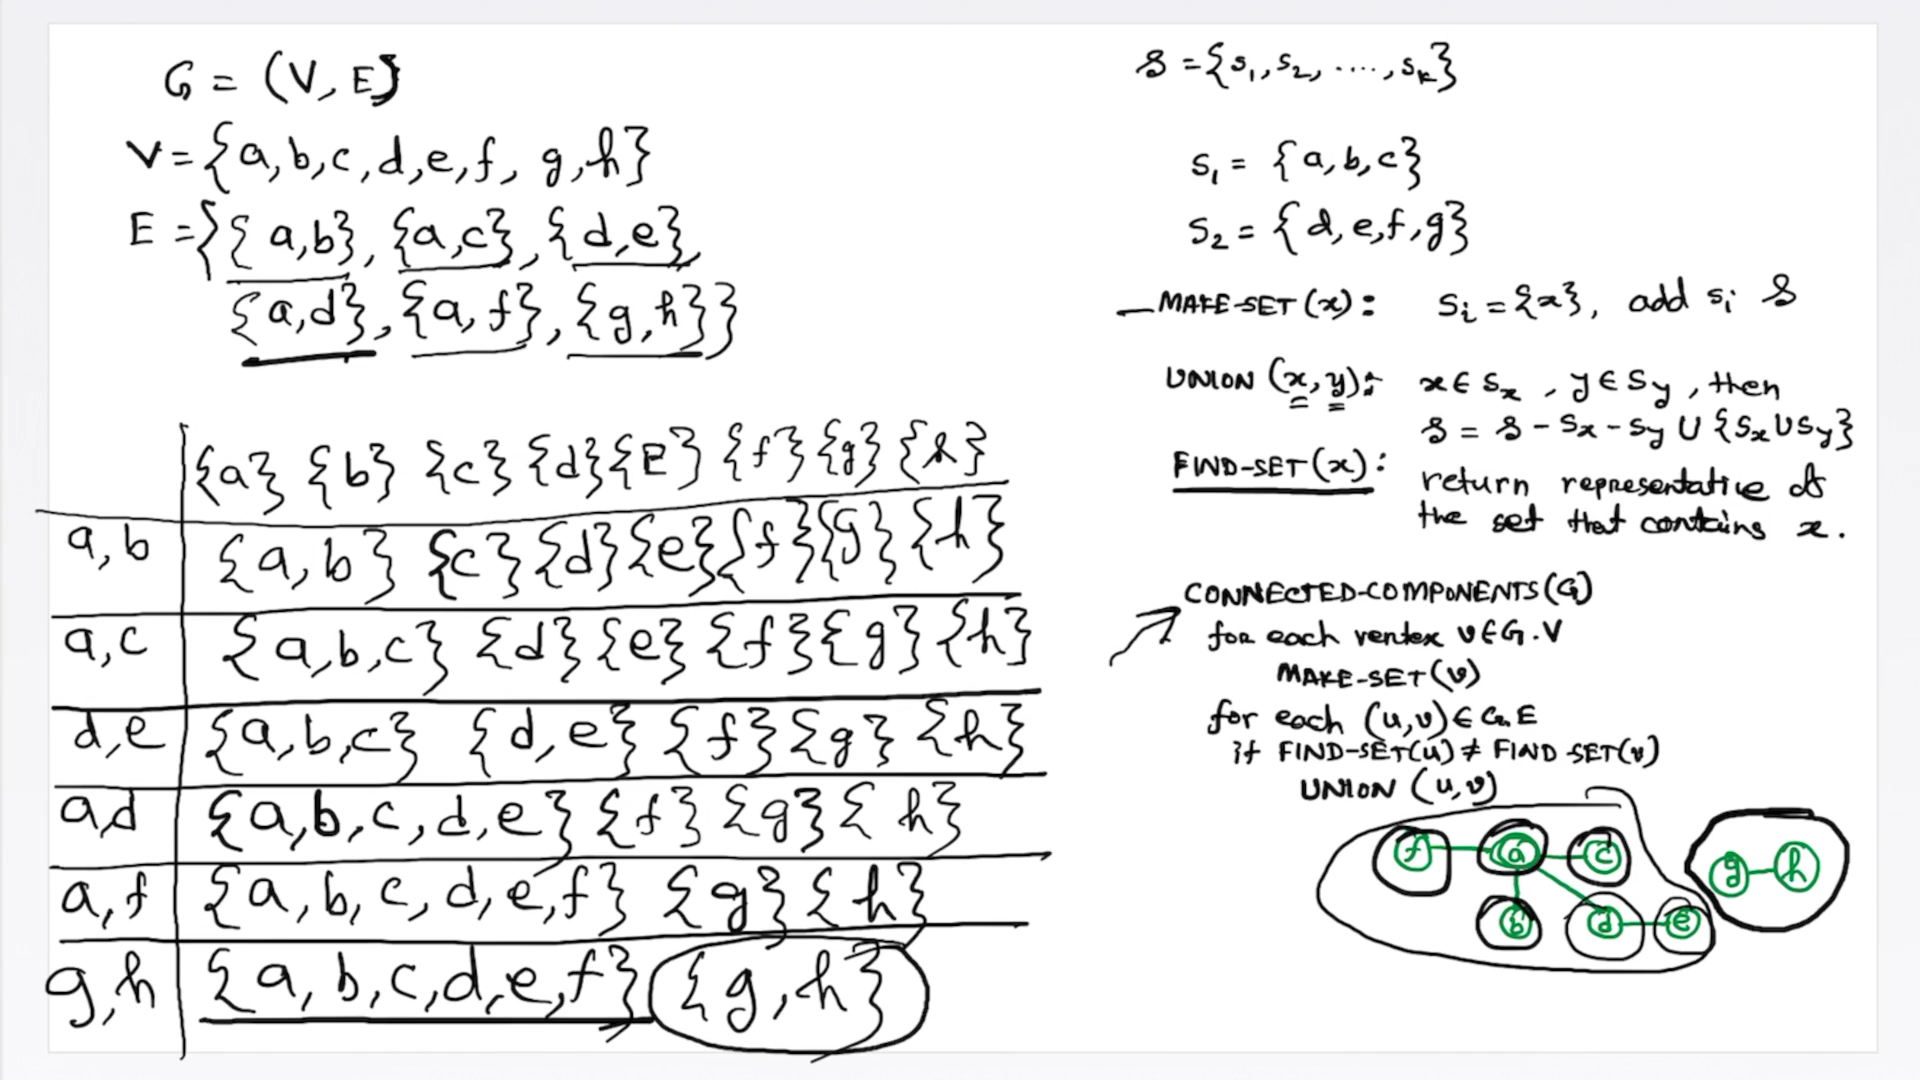 G = (V, E)
V = {a, b, c, d, e, f, g, h}
E = {{a,b}, {a,c}, {d,e},
{a,d}, {a,f}, {g,h}}
{a} {b} {c} {d} {E} {f} {g} {h}
a,b {a,b} {c} {d} {e} {f} {g} {h}
a,c {a,b,c} {d} {e} {f} {g} {h}
d,e {a,b,c} {d,e} {f} {g} {h}
a,d {a,b,c,d,e} {f} {g} {h}
a,f {a,b,c,d,e,f} {g} {h}
g,h {a,b,c,d,e,f} {g,h}
S = {S₁, S₂, ...., Sₖ}
S₁ = {a,b,c}
S₂ = {d,e,f,g}
MAKE-SET(x): Sᵢ = {x}, add Sᵢ S
UNION (x,y): x ∈ Sₓ, y ∈ Sy, then
S = S - Sₓ - Sy ∪ {Sₓ ∪ Sy}
FIND-SET(x): return representative of
the set that contains x.
CONNECTED-COMPONENTS(G)
for each vertex v ∈ G.V
MAKE-SET(v)
for each (u,v) ∈ G.E
if FIND-SET(u) ≠ FIND-SET(v)
UNION (u,v)
f a c g h
b d e